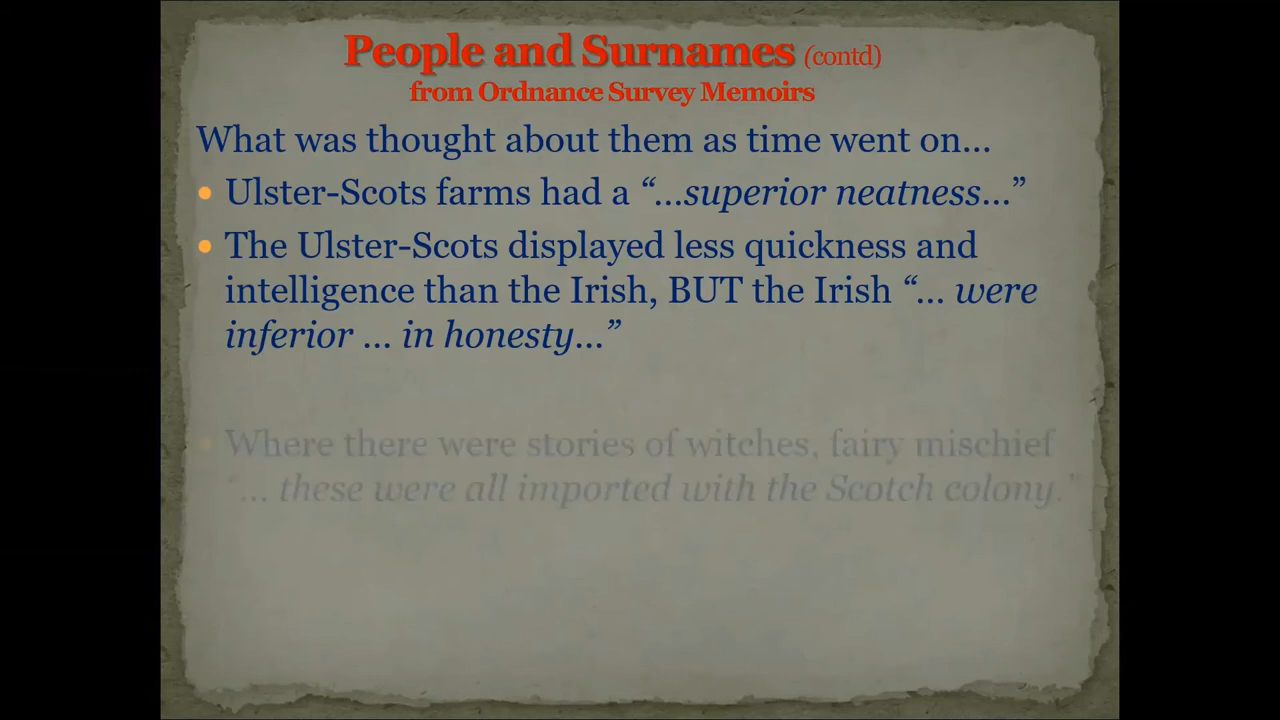 People and Surnames (contd)
from Ordnance Survey Memoirs
What was thought about them as time went on...
• Ulster-Scots farms had a “...superior neatness...”
• The Ulster-Scots displayed less quickness and
intelligence than the Irish, BUT the Irish “... were
inferior ... in honesty...”
• Where there were stories of witches, fairy mischief
“... these were all imported with the Scotch colony.”